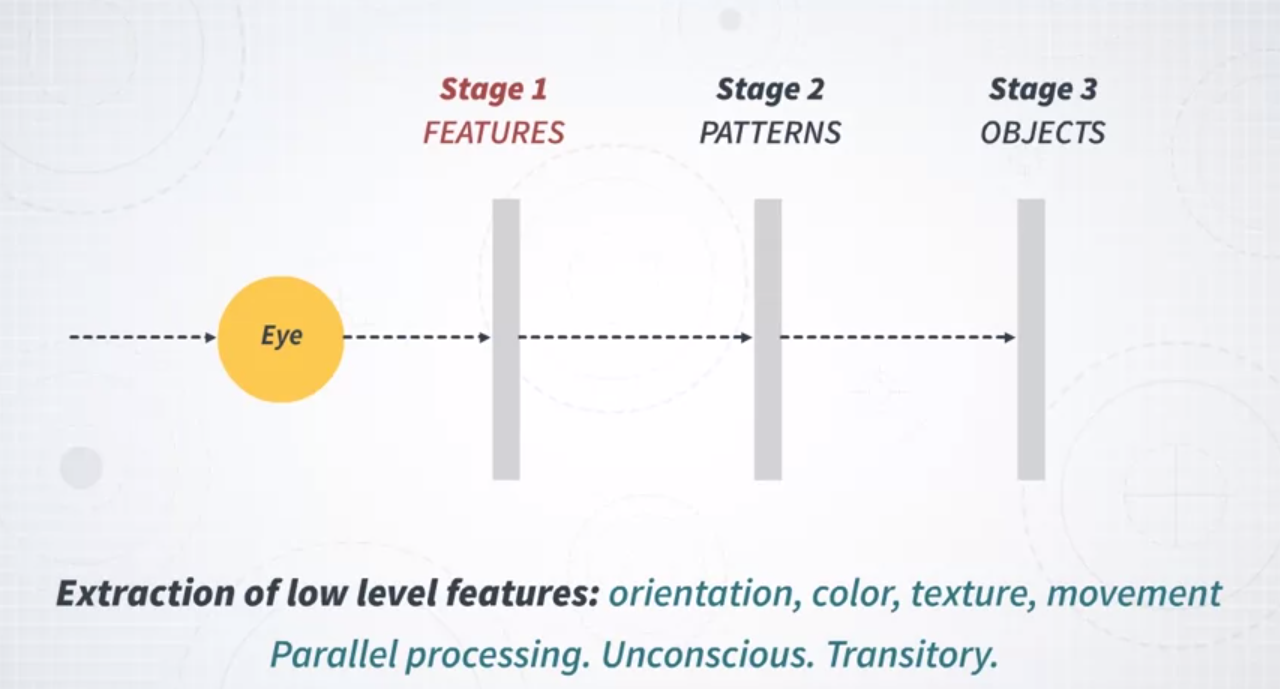 Stage 1
FEATURES
Stage 2
PATTERNS
Stage 3
OBJECTS
Eye
Extraction of low level features: orientation, color, texture, movement
Parallel processing. Unconscious. Transitory.